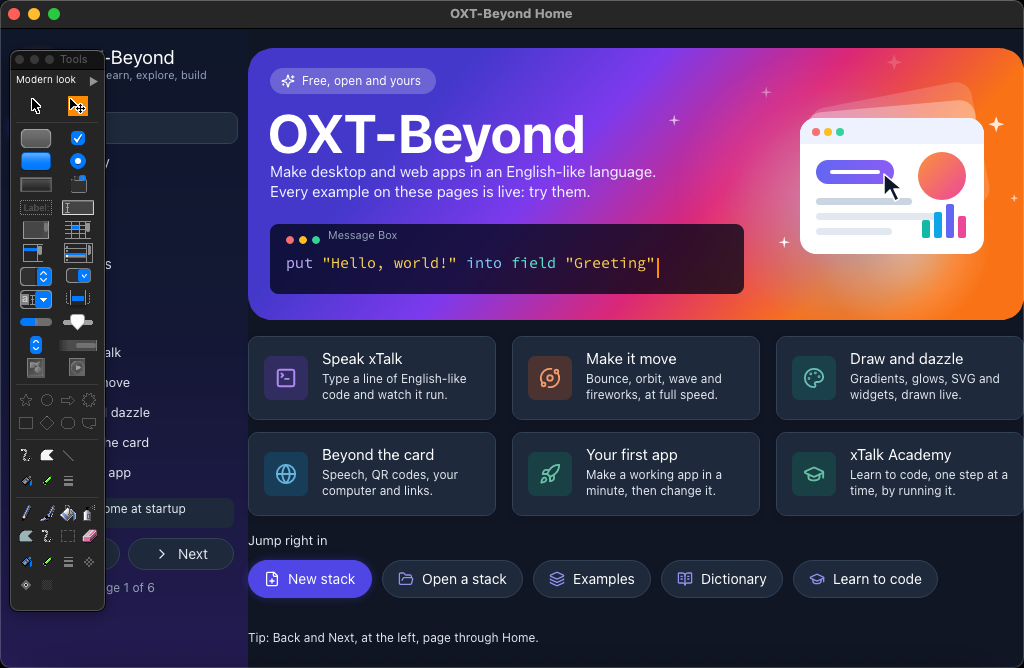 OXT-Beyond Home
Tools
Modern look
Label:
-Beyond
earn, explore, build
ome at startup
Next
ge 1 of 6
Free, open and yours
OXT-Beyond
Make desktop and web apps in an English-like language.
Every example on these pages is live: try them.
Message Box
put "Hello, world!" into field "Greeting"
Speak xTalk
Type a line of English-like
code and watch it run.
Make it move
Bounce, orbit, wave and
fireworks, at full speed.
Draw and dazzle
Gradients, glows, SVG and
widgets, drawn live.
Beyond the card
Speech, QR codes, your
computer and links.
Your first app
Make a working app in a
minute, then change it.
xTalk Academy
Learn to code, one step at a
time, by running it.
Jump right in
New stack
Open a stack
Examples
Dictionary
Learn to code
Tip: Back and Next, at the left, page through Home.